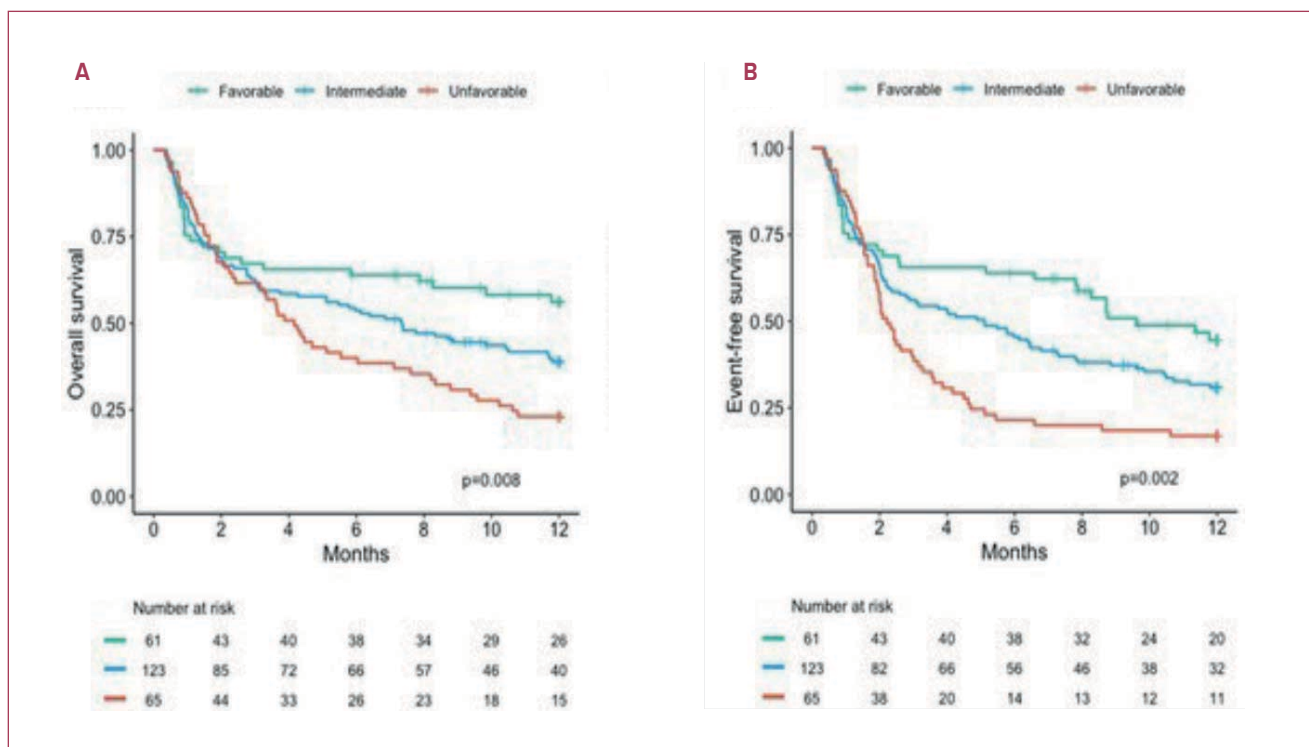 A
Favorable Intermediate Unfavorable
Overall survival
1.00
0.75
0.50
0.25
0.00
p=0.008
0 2 4 6 8 10 12
Months
Number at risk
61 43 40 38 34 29 26
123 85 72 66 57 46 40
65 44 33 26 23 18 15
B
Favorable Intermediate Unfavorable
Event-free survival
1.00
0.75
0.50
0.25
0.00
p=0.002
0 2 4 6 8 10 12
Months
Number at risk
61 43 40 38 32 24 20
123 82 66 56 46 38 32
65 38 20 14 13 12 11